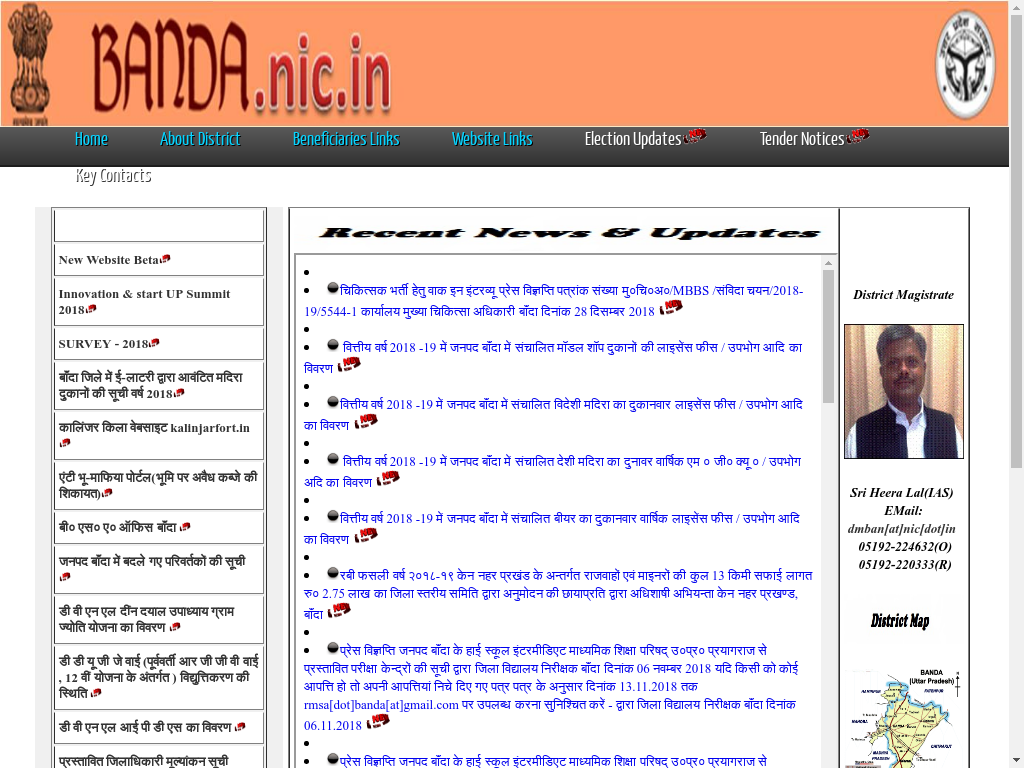 BANDA.nic.in
Home About District Beneficiaries Links Website Links Election Updates Tender Notices
Key Contacts
New Website Beta
Innovation & start UP Summit
2018
SURVEY - 2018
बाँदा जिले में ई-लाटरी द्वारा आवंटित मदिरा
दुकानों की सूची वर्ष 2018
कालिंजर किला वेबसाइट kalinjarfort.in
एंटी भू-माफिया पोर्टल(भूमि पर अवैध कब्जे की
शिकायत)
बी० एस० ए० ऑफिस बाँदा
जनपद बाँदा में बदले गए परिवर्तकों की सूची
डी वी एन एल दीन दयाल उपाध्याय ग्राम
ज्योति योजना का विवरण
डी डी यू जी जे वाई (पूर्ववर्ती आर जी जी वी वाई
, 12 वीं योजना के अंतर्गत ) विद्युत्तिकरण की
स्थिति
डी वी एन एल आई पी डी एस का विवरण
प्रस्तावित जिलाधिकारी मूल्यांकन सूची
Recent News & Updates
चिकित्सक भर्ती हेतु वाक इन इंटरव्यू प्रेस विज्ञप्ति पत्रांक संख्या मु०चि०अ०/MBBS /संविदा चयन/2018-
19/5544-1 कार्यालय मुख्या चिकित्सा अधिकारी बाँदा दिनांक 28 दिसम्बर 2018
वित्तीय वर्ष 2018 -19 में जनपद बाँदा में संचालित मॉडल शॉप दुकानों की लाइसेंस फीस / उपभोग आदि का
विवरण
वित्तीय वर्ष 2018 -19 में जनपद बाँदा में संचालित विदेशी मदिरा का दुकानवार लाइसेंस फीस / उपभोग आदि
का विवरण
वित्तीय वर्ष 2018 -19 में जनपद बाँदा में संचालित देशी मदिरा का दुनावर वार्षिक एम ० जी० क्यू ० / उपभोग
अदि का विवरण
वित्तीय वर्ष 2018 -19 में जनपद बाँदा में संचालित बीयर का दुकानवार वार्षिक लाइसेंस फीस / उपभोग आदि
का विवरण
रबी फसली वर्ष २०१८-१९ केन नहर प्रखंड के अन्तर्गत राजवाहों एवं माइनरों की कुल 13 किमी सफाई लागत
रु० 2.75 लाख का जिला स्तरीय समिति द्वारा अनुमोदन की छायाप्रति द्वारा अधिशाषी अभियन्ता केन नहर प्रखण्ड,
बाँदा
प्रेस विज्ञप्ति जनपद बाँदा के हाई स्कूल इंटरमीडिएट माध्यमिक शिक्षा परिषद् उ०प्र० प्रयागराज से
प्रस्तावित परीक्षा केन्द्रों की सूची द्वारा जिला विद्यालय निरीक्षक बाँदा दिनांक 06 नवम्बर 2018 यदि किसी को कोई
आपत्ति हो तो अपनी आपत्तियां निचे दिए गए पत्र पत्र के अनुसार दिनांक 13.11.2018 तक
rmsa[dot]banda[at]gmail.com पर उपलब्ध करना सुनिश्चित करे - द्वारा जिला विद्यालय निरीक्षक बाँदा दिनांक
06.11.2018
प्रेस विज्ञप्ति जनपद बाँदा के हाई स्कूल इंटरमीडिएट माध्यमिक शिक्षा परिषद् उ०प्र० प्रयागराज से
District Magistrate
Sri Heera Lal(IAS)
EMail:
dmban[at]nic[dot]in
05192-224632(O)
05192-220333(R)
District Map
BANDA
(Uttar Pradesh)